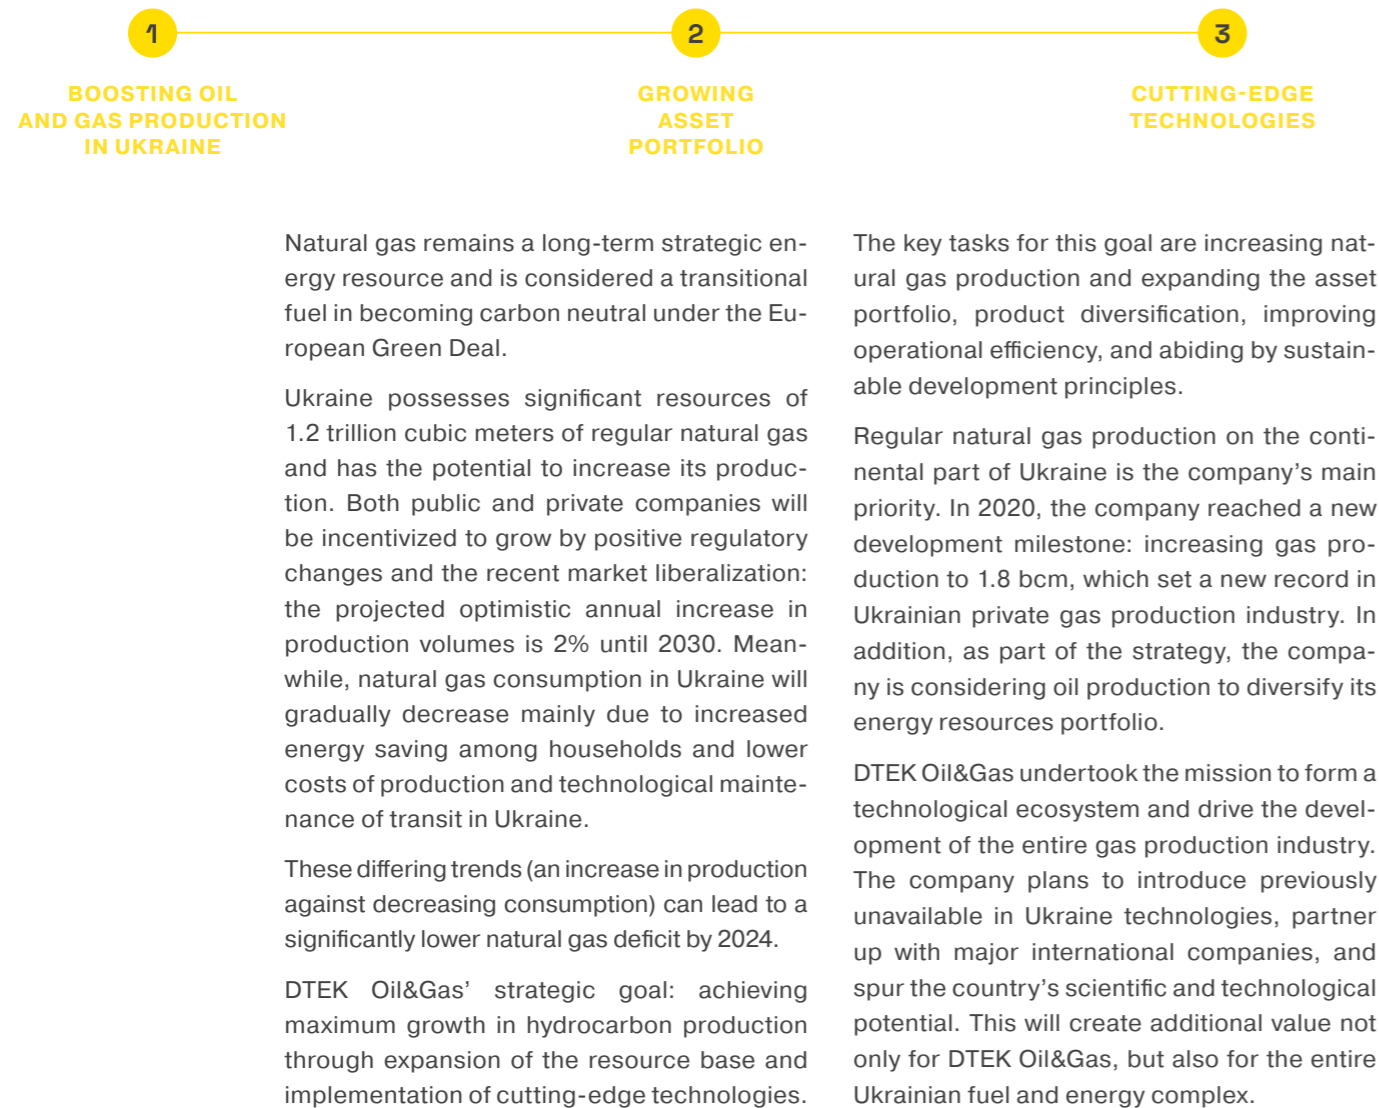 1
BOOSTING OIL
AND GAS PRODUCTION
IN UKRAINE
2
GROWING
ASSET
PORTFOLIO
3
CUTTING-EDGE
TECHNOLOGIES
Natural gas remains a long-term strategic en-
ergy resource and is considered a transitional
fuel in becoming carbon neutral under the Eu-
ropean Green Deal.
Ukraine possesses significant resources of
1.2 trillion cubic meters of regular natural gas
and has the potential to increase its produc-
tion. Both public and private companies will
be incentivized to grow by positive regulatory
changes and the recent market liberalization:
the projected optimistic annual increase in
production volumes is 2% until 2030. Mean-
while, natural gas consumption in Ukraine will
gradually decrease mainly due to increased
energy saving among households and lower
costs of production and technological mainte-
nance of transit in Ukraine.
These differing trends (an increase in production
against decreasing consumption) can lead to a
significantly lower natural gas deficit by 2024.
DTEK Oil&Gas' strategic goal: achieving
maximum growth in hydrocarbon production
through expansion of the resource base and
implementation of cutting-edge technologies.
The key tasks for this goal are increasing nat-
ural gas production and expanding the asset
portfolio, product diversification, improving
operational efficiency, and abiding by sustain-
able development principles.
Regular natural gas production on the conti-
nental part of Ukraine is the company's main
priority. In 2020, the company reached a new
development milestone: increasing gas pro-
duction to 1.8 bcm, which set a new record in
Ukrainian private gas production industry. In
addition, as part of the strategy, the compa-
ny is considering oil production to diversify its
energy resources portfolio.
DTEK Oil&Gas undertook the mission to form a
technological ecosystem and drive the devel-
opment of the entire gas production industry.
The company plans to introduce previously
unavailable in Ukraine technologies, partner
up with major international companies, and
spur the country's scientific and technological
potential. This will create additional value not
only for DTEK Oil&Gas, but also for the entire
Ukrainian fuel and energy complex.